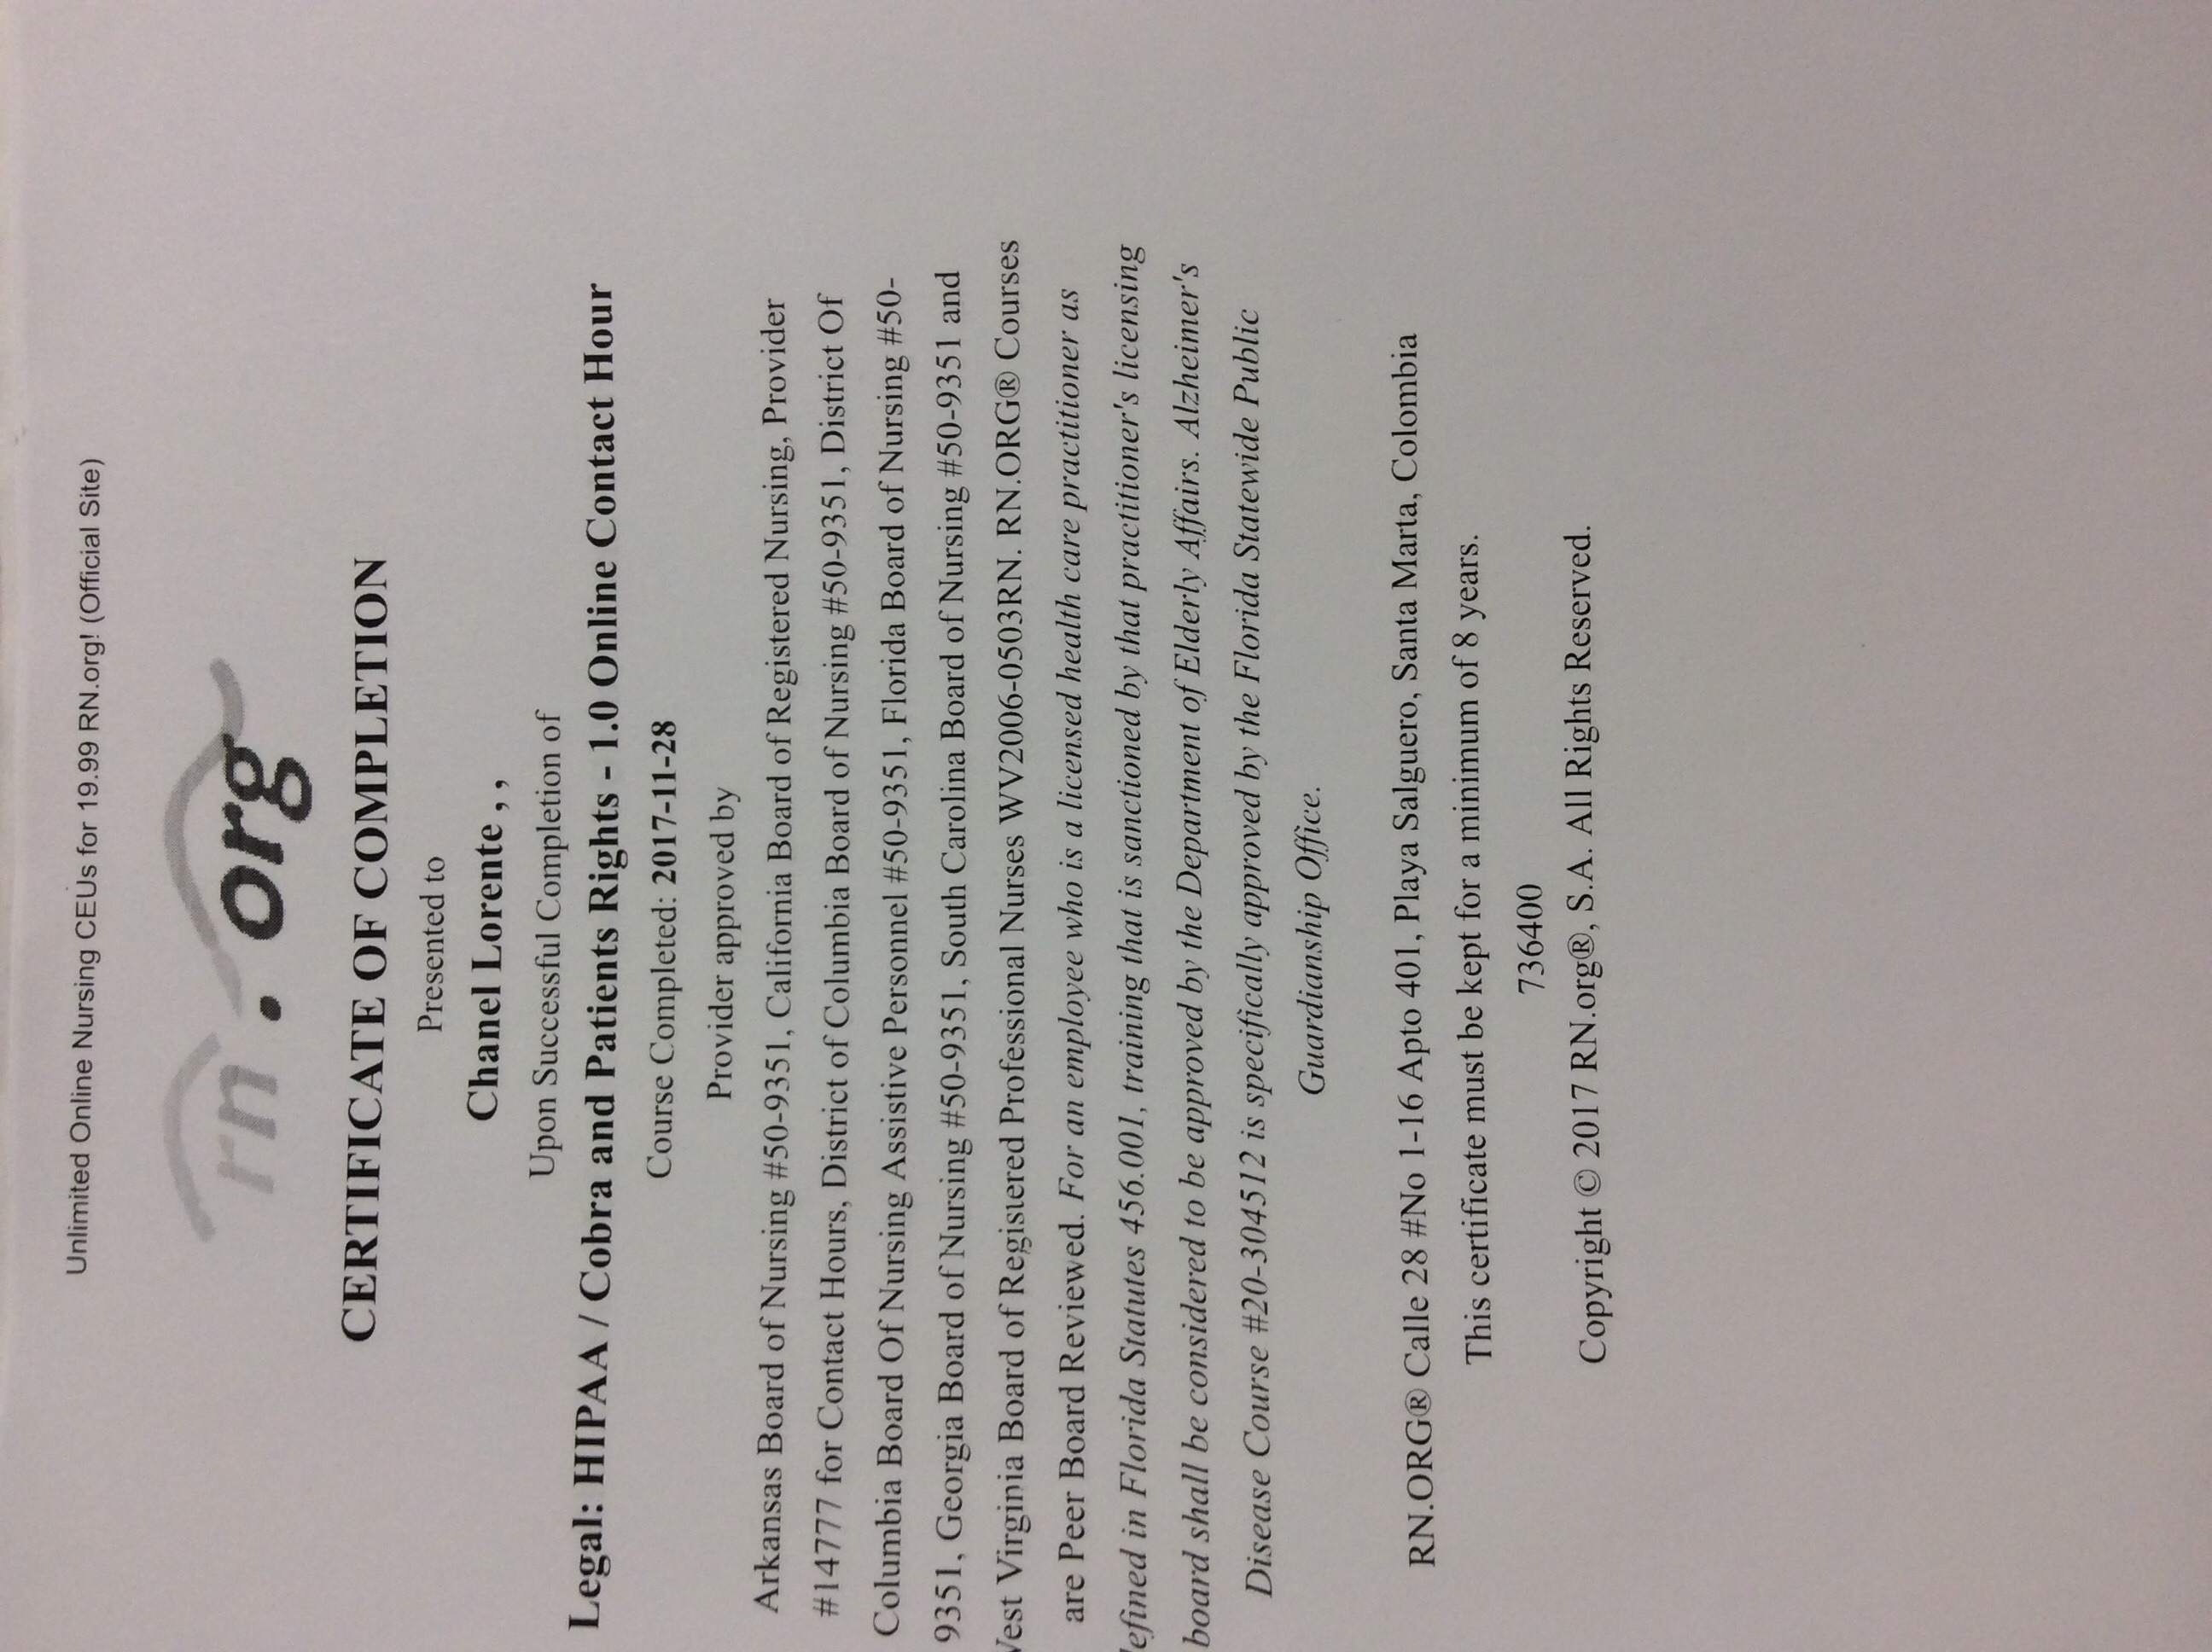 Unlimited Online Nursing CEUs for 19.99 RN.org! (Official Site)
rn . org
CERTIFICATE OF COMPLETION
Presented to
Chanel Lorente , ,
Upon Successful Completion of
Legal: HIPAA / Cobra and Patients Rights - 1.0 Online Contact Hour
Course Completed: 2017-11-28
Provider approved by
Arkansas Board of Nursing #50-9351, California Board of Registered Nursing, Provider
#14777 for Contact Hours, District of Columbia Board of Nursing #50-9351, District Of
Columbia Board Of Nursing Assistive Personnel #50-9351, Florida Board of Nursing #50-
9351, Georgia Board of Nursing #50-9351, South Carolina Board of Nursing #50-9351 and
Virginia Board of Registered Professional Nurses WV2006-0503RN. RN.ORG® Courses
are Peer Board Reviewed. For an employee who is a licensed health care practitioner as
in Florida Statutes 456.001, training that is sanctioned by that practitioner's licensing
board shall be considered to be approved by the Department of Elderly Affairs. Alzheimer's
Disease Course #20-304512 is specifically approved by the Florida Statewide Public
Guardianship Office.
RN.ORG® Calle 28 #No 1-16 Apto 401, Playa Salguero, Santa Marta, Colombia
This certificate must be kept for a minimum of 8 years.
736400
Copyright © 2017 RN.org®, S.A. All Rights Reserved.